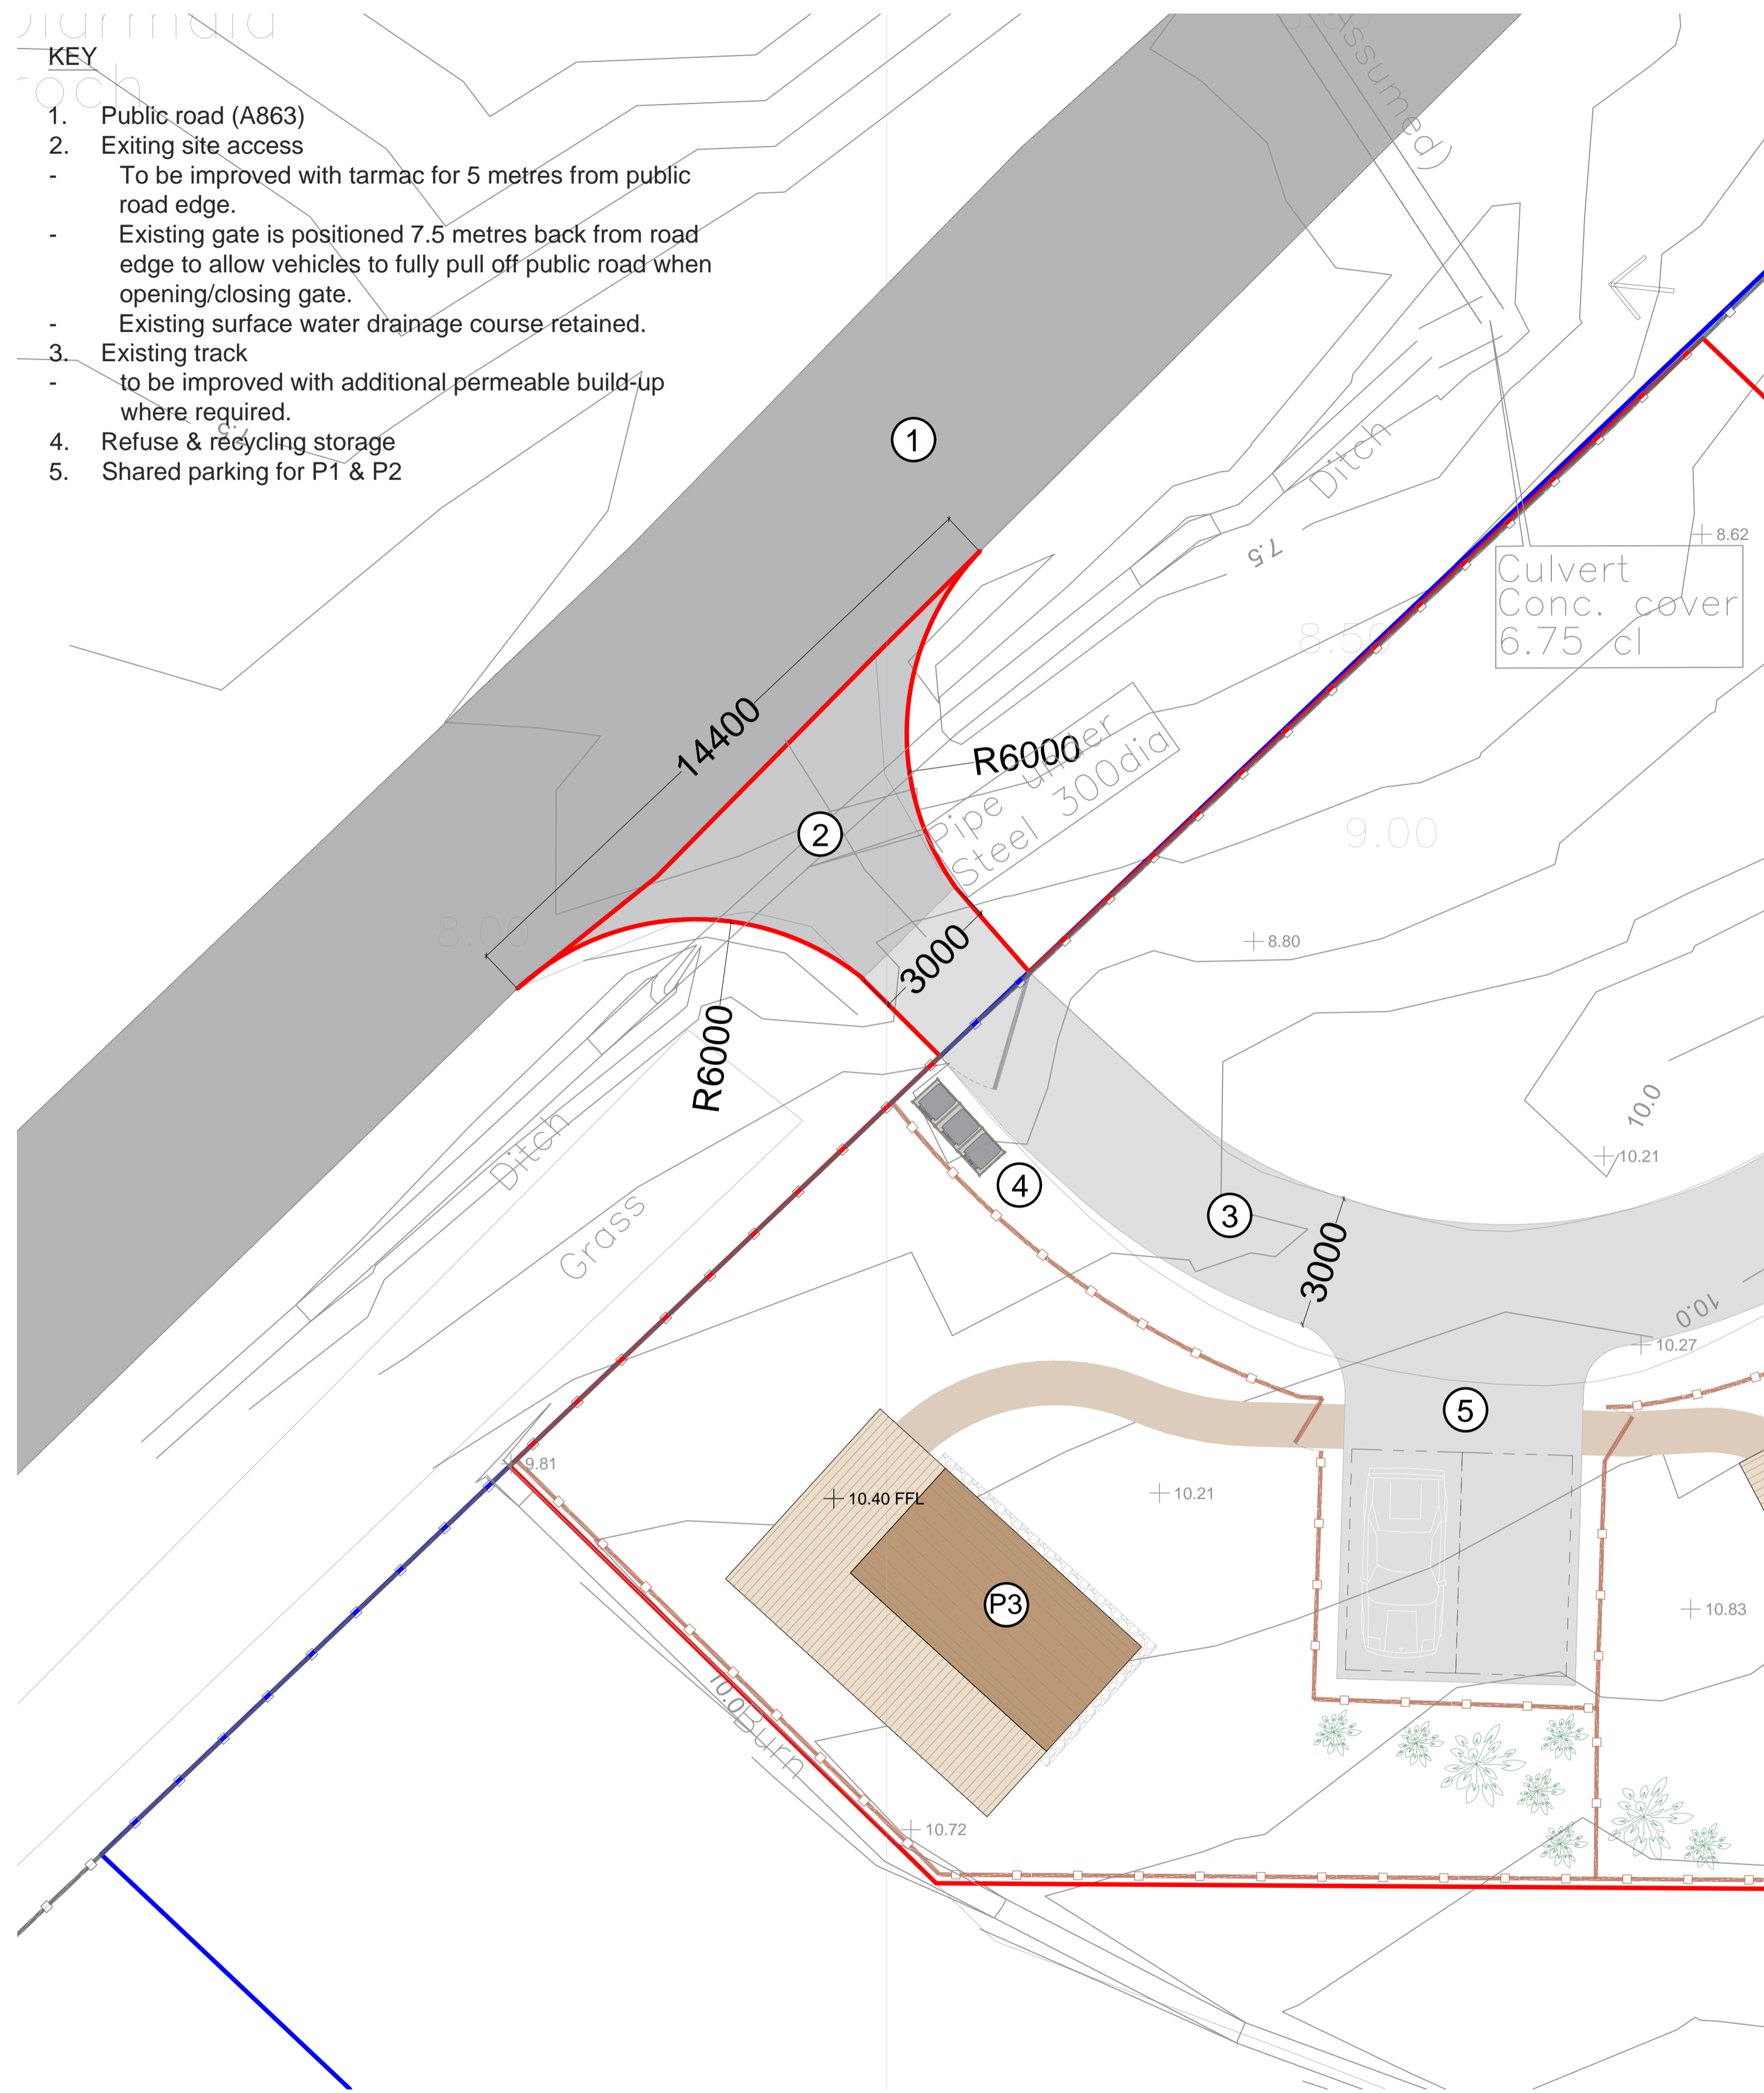 KEY
1. Public road (A863)
2. Exiting site access
- To be improved with tarmac for 5 metres from public
road edge.
- Existing gate is positioned 7.5 metres back from road
edge to allow vehicles to fully pull off public road when
opening/closing gate.
- Existing surface water drainage course retained.
3. Existing track
- to be improved with additional permeable build-up
where required.
4. Refuse & recycling storage
5. Shared parking for P1 & P2
7.5
Assumed)
1
Ditch
7.5
8.62
Culvert
Conc. cover
6.75 cl
8.50
14400
R6000
Pipe under
Steel 300dia
2
9.00
8.00
3000
8.80
R6000
10.0
Ditch
10.21
4
3
Grass
3000
10.0
10.27
5
9.81
10.40 FFL
10.21
P3
10.83
10.0
Burn
10.72